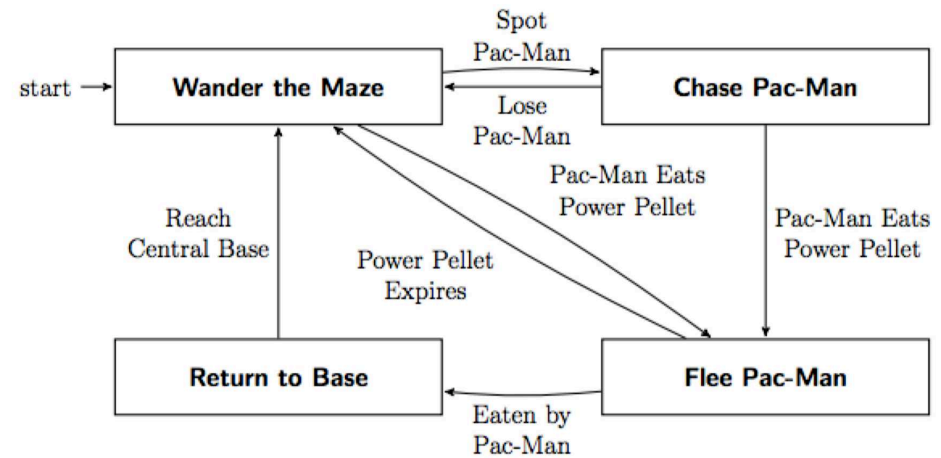 Spot
Pac-Man
start
Wander the Maze
Chase Pac-Man
Lose
Pac-Man
Pac-Man Eats
Power Pellet
Reach
Central Base
Pac-Man Eats
Power Pellet
Power Pellet
Expires
Return to Base
Flee Pac-Man
Eaten by
Pac-Man